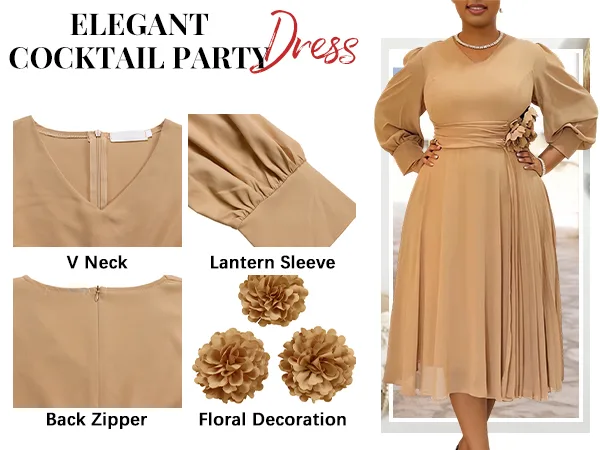 ELEGANT
COCKTAIL PARTY Dress
V Neck
Lantern Sleeve
Back Zipper
Floral Decoration